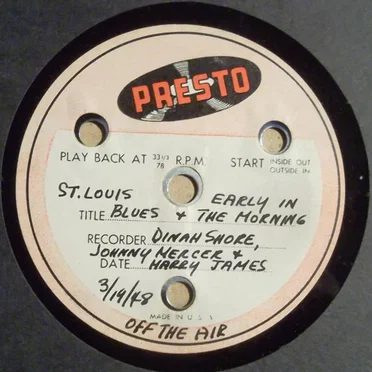 PRESTO
PLAY BACK AT 33 1/3 78 R.P.M. START INSIDE OUT OUTSIDE IN
ST. LOUIS EARLY IN
TITLE BLUES + THE MORNING
RECORDER DINAH SHORE,
JOHNNY MERCER +
DATE HARRY JAMES
3/19/48
MADE IN U.S.A.
OFF THE AIR